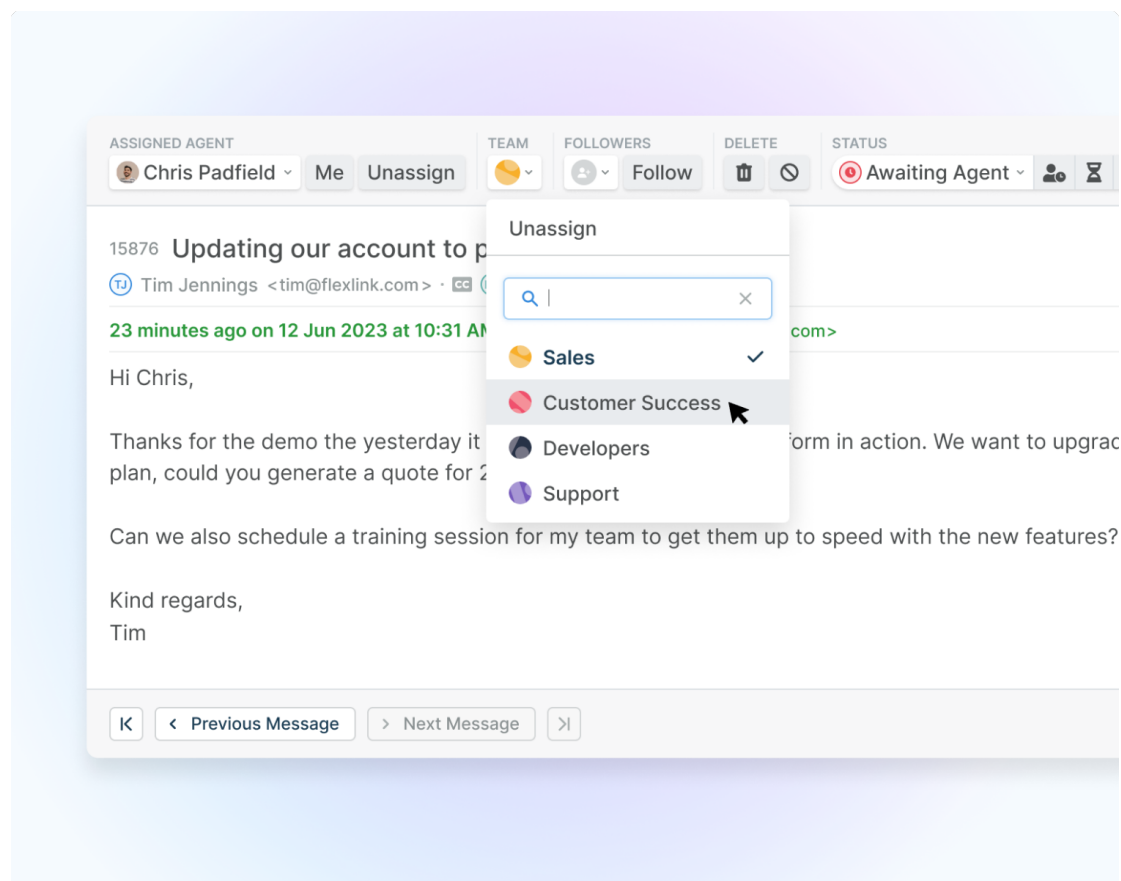 ASSIGNED AGENT TEAM FOLLOWERS DELETE STATUS
Chris Padfield Me Unassign Follow Awaiting Agent
Unassign
15876 Updating our account to p
TJ Tim Jennings <tim@flexlink.com> · CC
23 minutes ago on 12 Jun 2023 at 10:31 AM com>
Sales
Hi Chris,
Customer Success
Thanks for the demo the yesterday it form in action. We want to upgrad
Developers
plan, could you generate a quote for 2
Support
Can we also schedule a training session for my team to get them up to speed with the new features?
Kind regards,
Tim
Previous Message Next Message